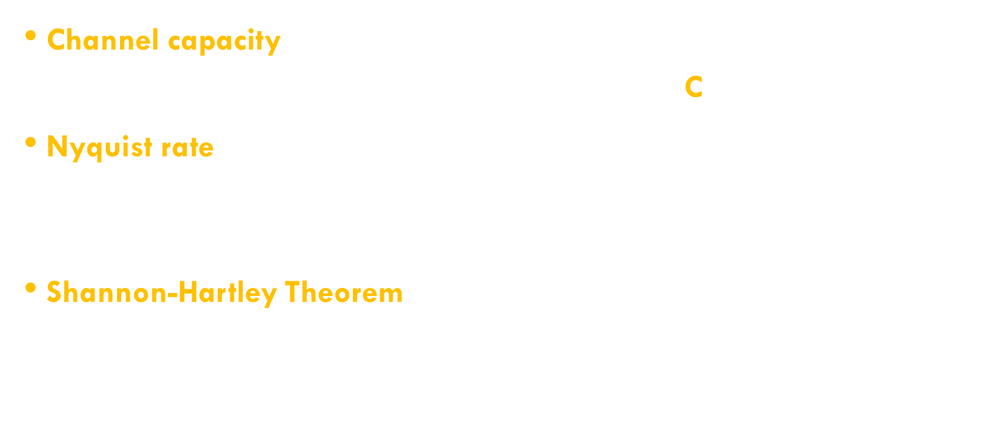 • Channel capacity
C
• Nyquist rate
• Shannon-Hartley Theorem